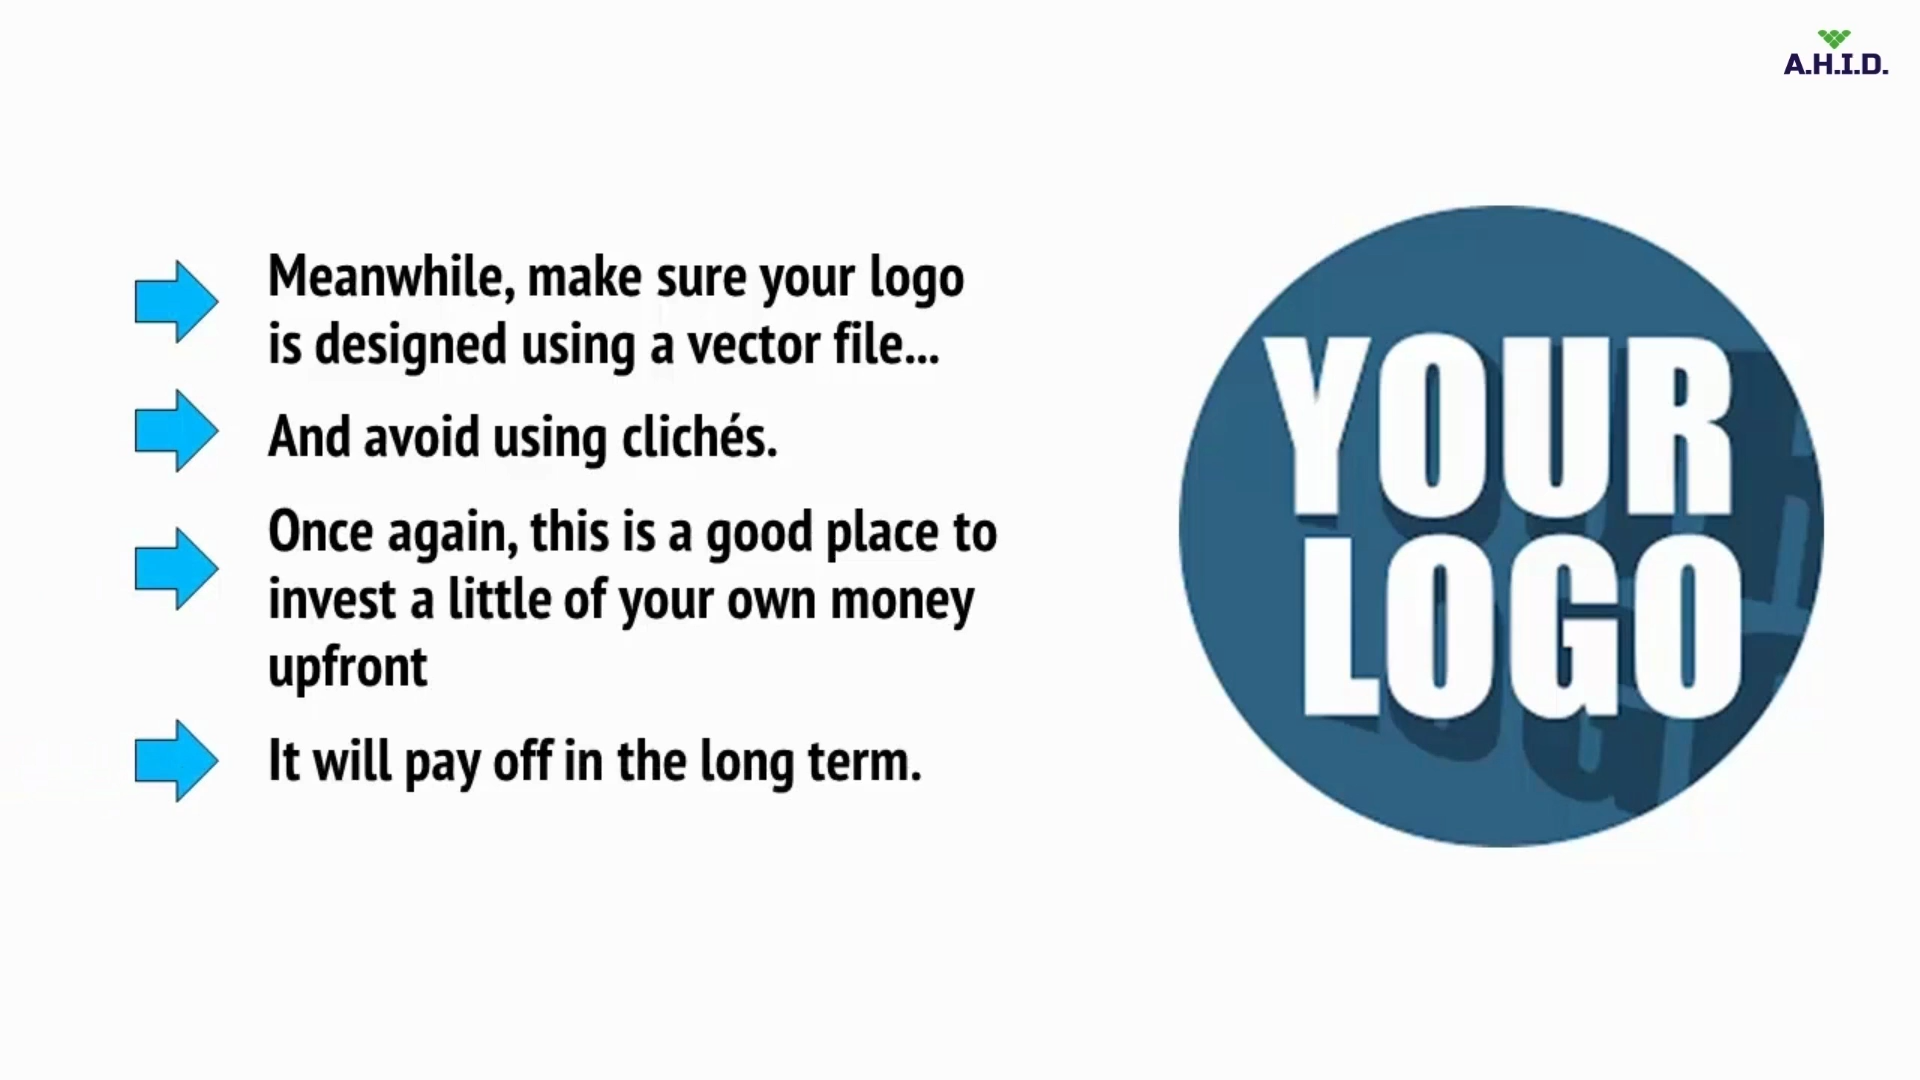 A.H.I.D.
Meanwhile, make sure your logo
is designed using a vector file...
And avoid using clichés.
Once again, this is a good place to
invest a little of your own money
upfront
It will pay off in the long term.
YOUR
LOGO